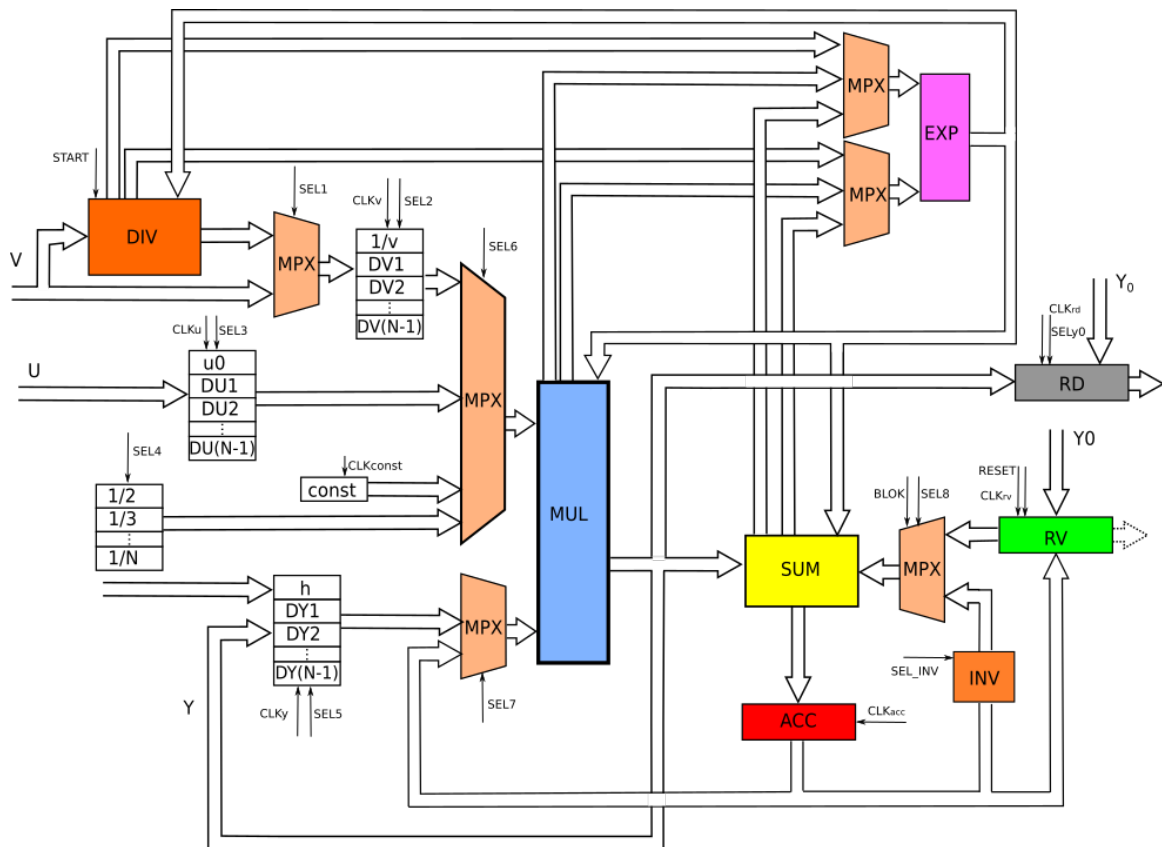 MPX
EXP
MPX
START
DIV
SEL1
MPX
CLKv
SEL2
1/v
DV1
DV2
⋮
DV(N-1)
SEL6
MPX
V
CLKu
SEL3
U
u0
DU1
DU2
⋮
DU(N-1)
SEL4
1/2
1/3
⋮
1/N
CLKconst
const
MUL
Y₀
CLKrd
SELy0
RD
Y0
RESET
CLKrv
RV
BLOK
SEL8
MPX
SUM
h
DY1
DY2
⋮
DY(N-1)
CLKy
SEL5
Y
MPX
SEL7
SEL_INV
INV
ACC
CLKacc